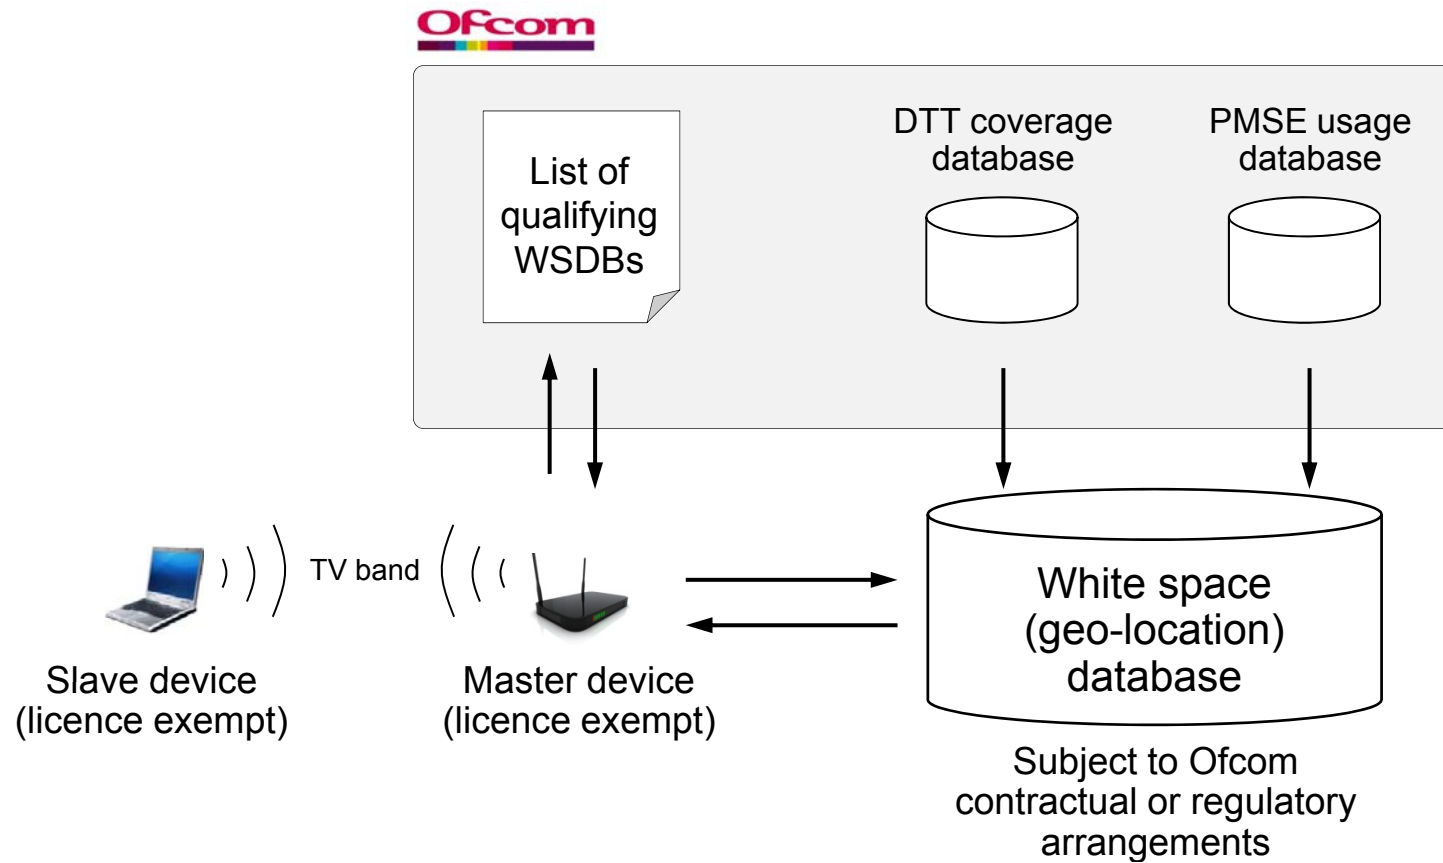 Ofcom
DTT coverage
database
PMSE usage
database
List of
qualifying
WSDBs
TV band
White space
(geo-location)
database
Slave device
(licence exempt)
Master device
(licence exempt)
Subject to Ofcom
contractual or regulatory
arrangements